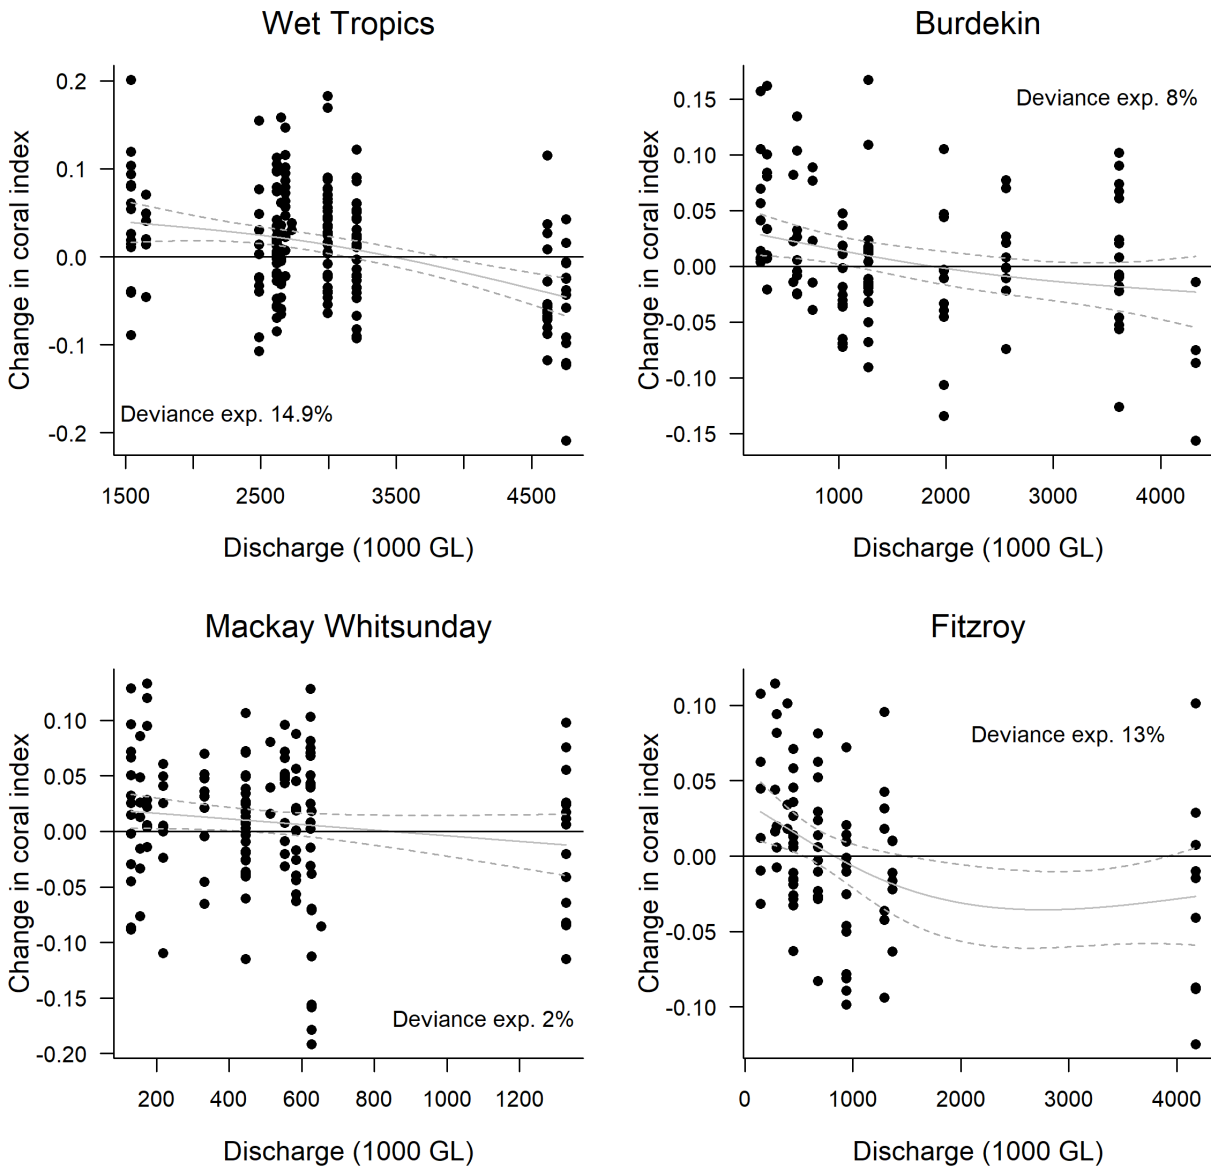 Wet Tropics
Change in coral index
0.2
0.1
0.0
-0.1
-0.2
Deviance exp. 14.9%
1500 2500 3500 4500
Discharge (1000 GL)
Burdekin
Change in coral index
0.15
0.10
0.05
0.00
-0.05
-0.10
-0.15
Deviance exp. 8%
1000 2000 3000 4000
Discharge (1000 GL)
Mackay Whitsunday
Change in coral index
0.10
0.05
0.00
-0.05
-0.10
-0.15
-0.20
Deviance exp. 2%
200 400 600 800 1000 1200
Discharge (1000 GL)
Fitzroy
Change in coral index
0.10
0.05
0.00
-0.05
-0.10
Deviance exp. 13%
0 1000 2000 3000 4000
Discharge (1000 GL)